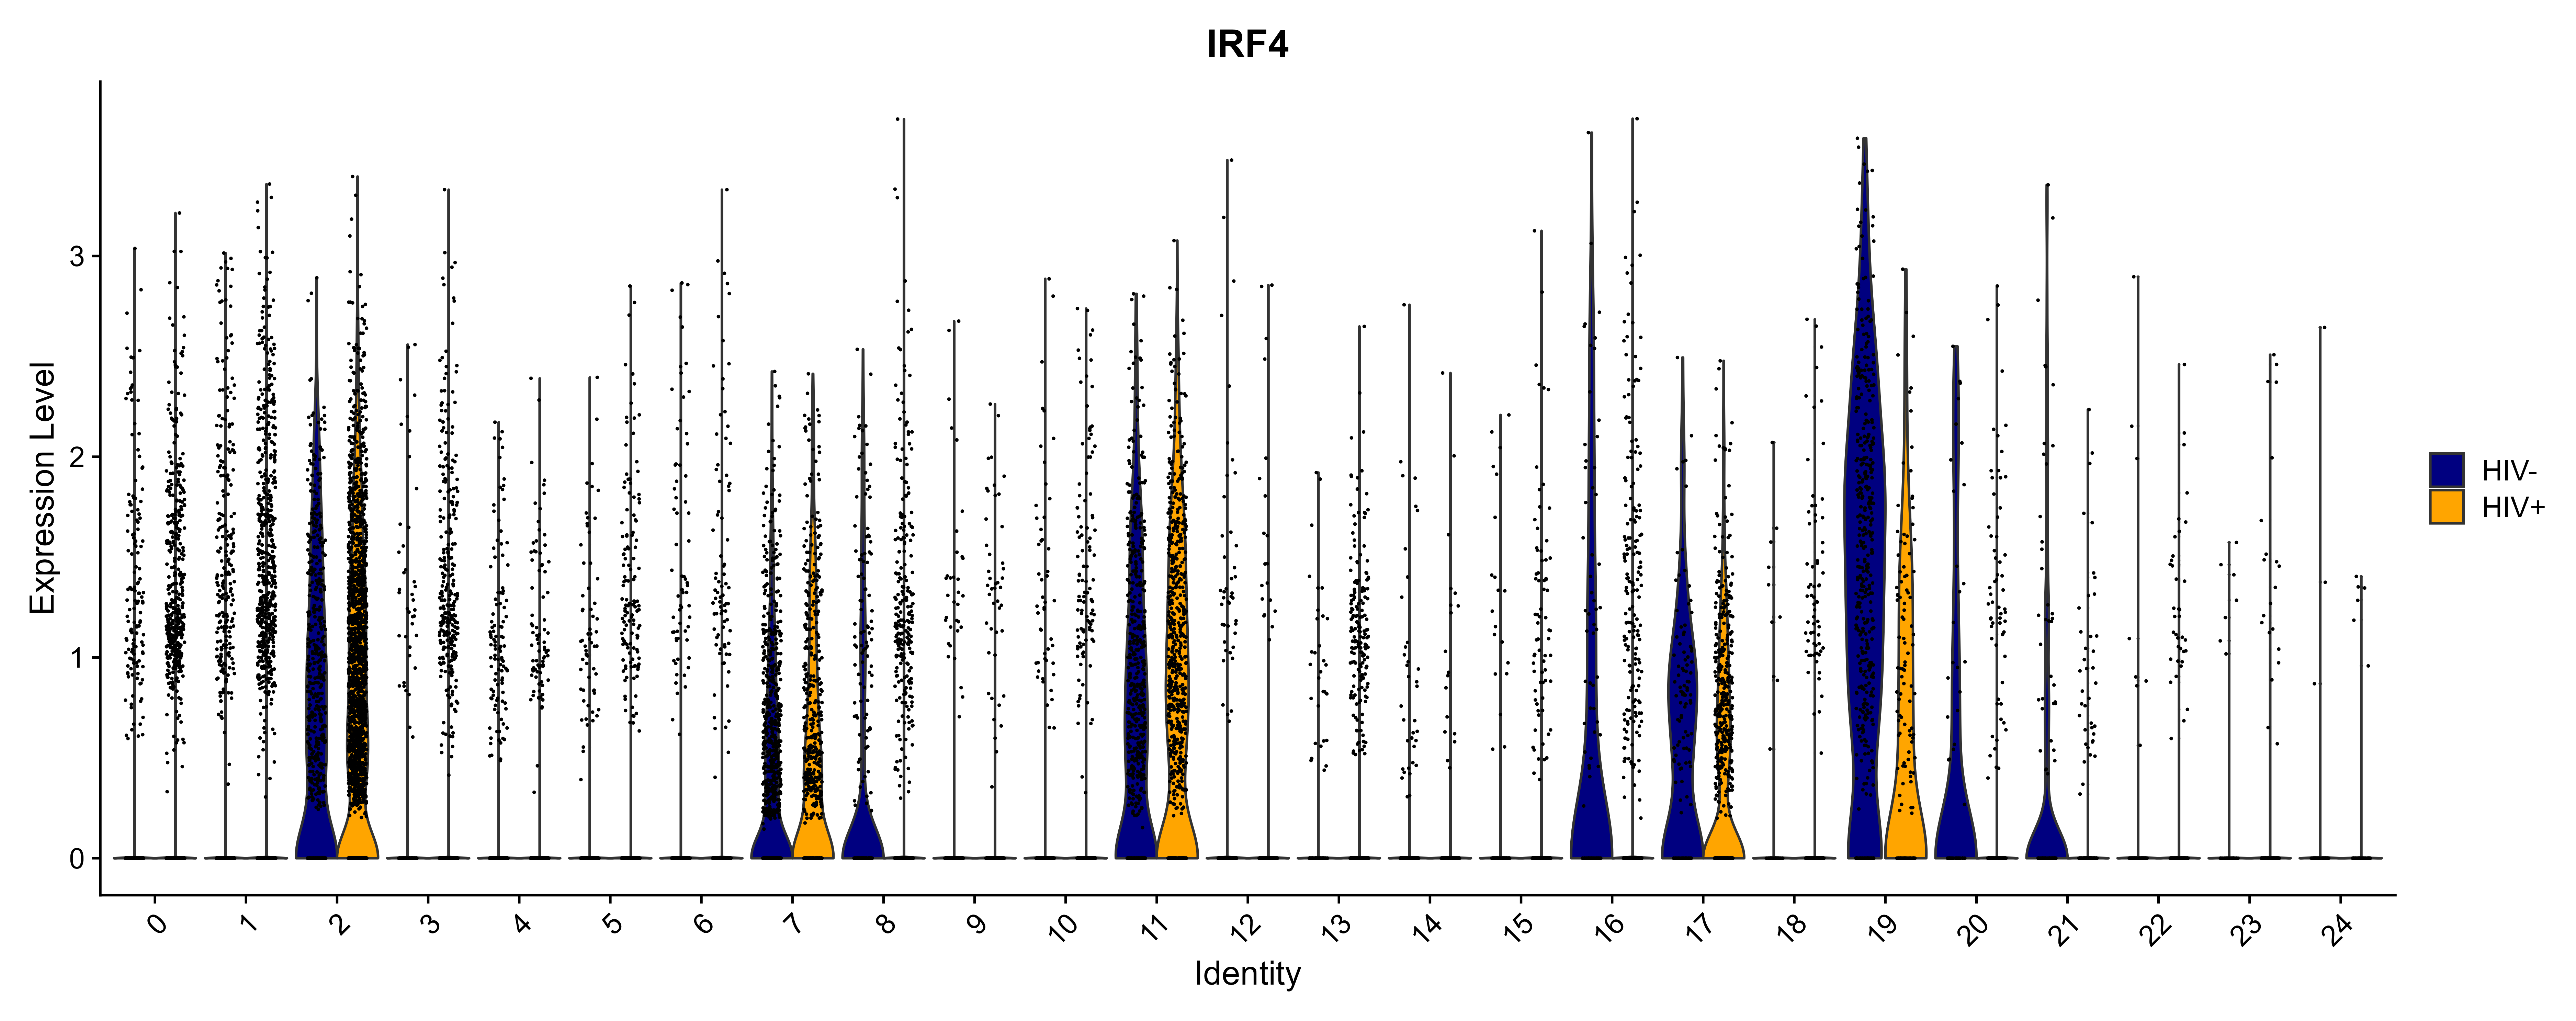 IRF4
Expression Level
3
2
1
0
0 1 2 3 4 5 6 7 8 9 10 11 12 13 14 15 16 17 18 19 20 21 22 23 24
Identity
HIV-
HIV+